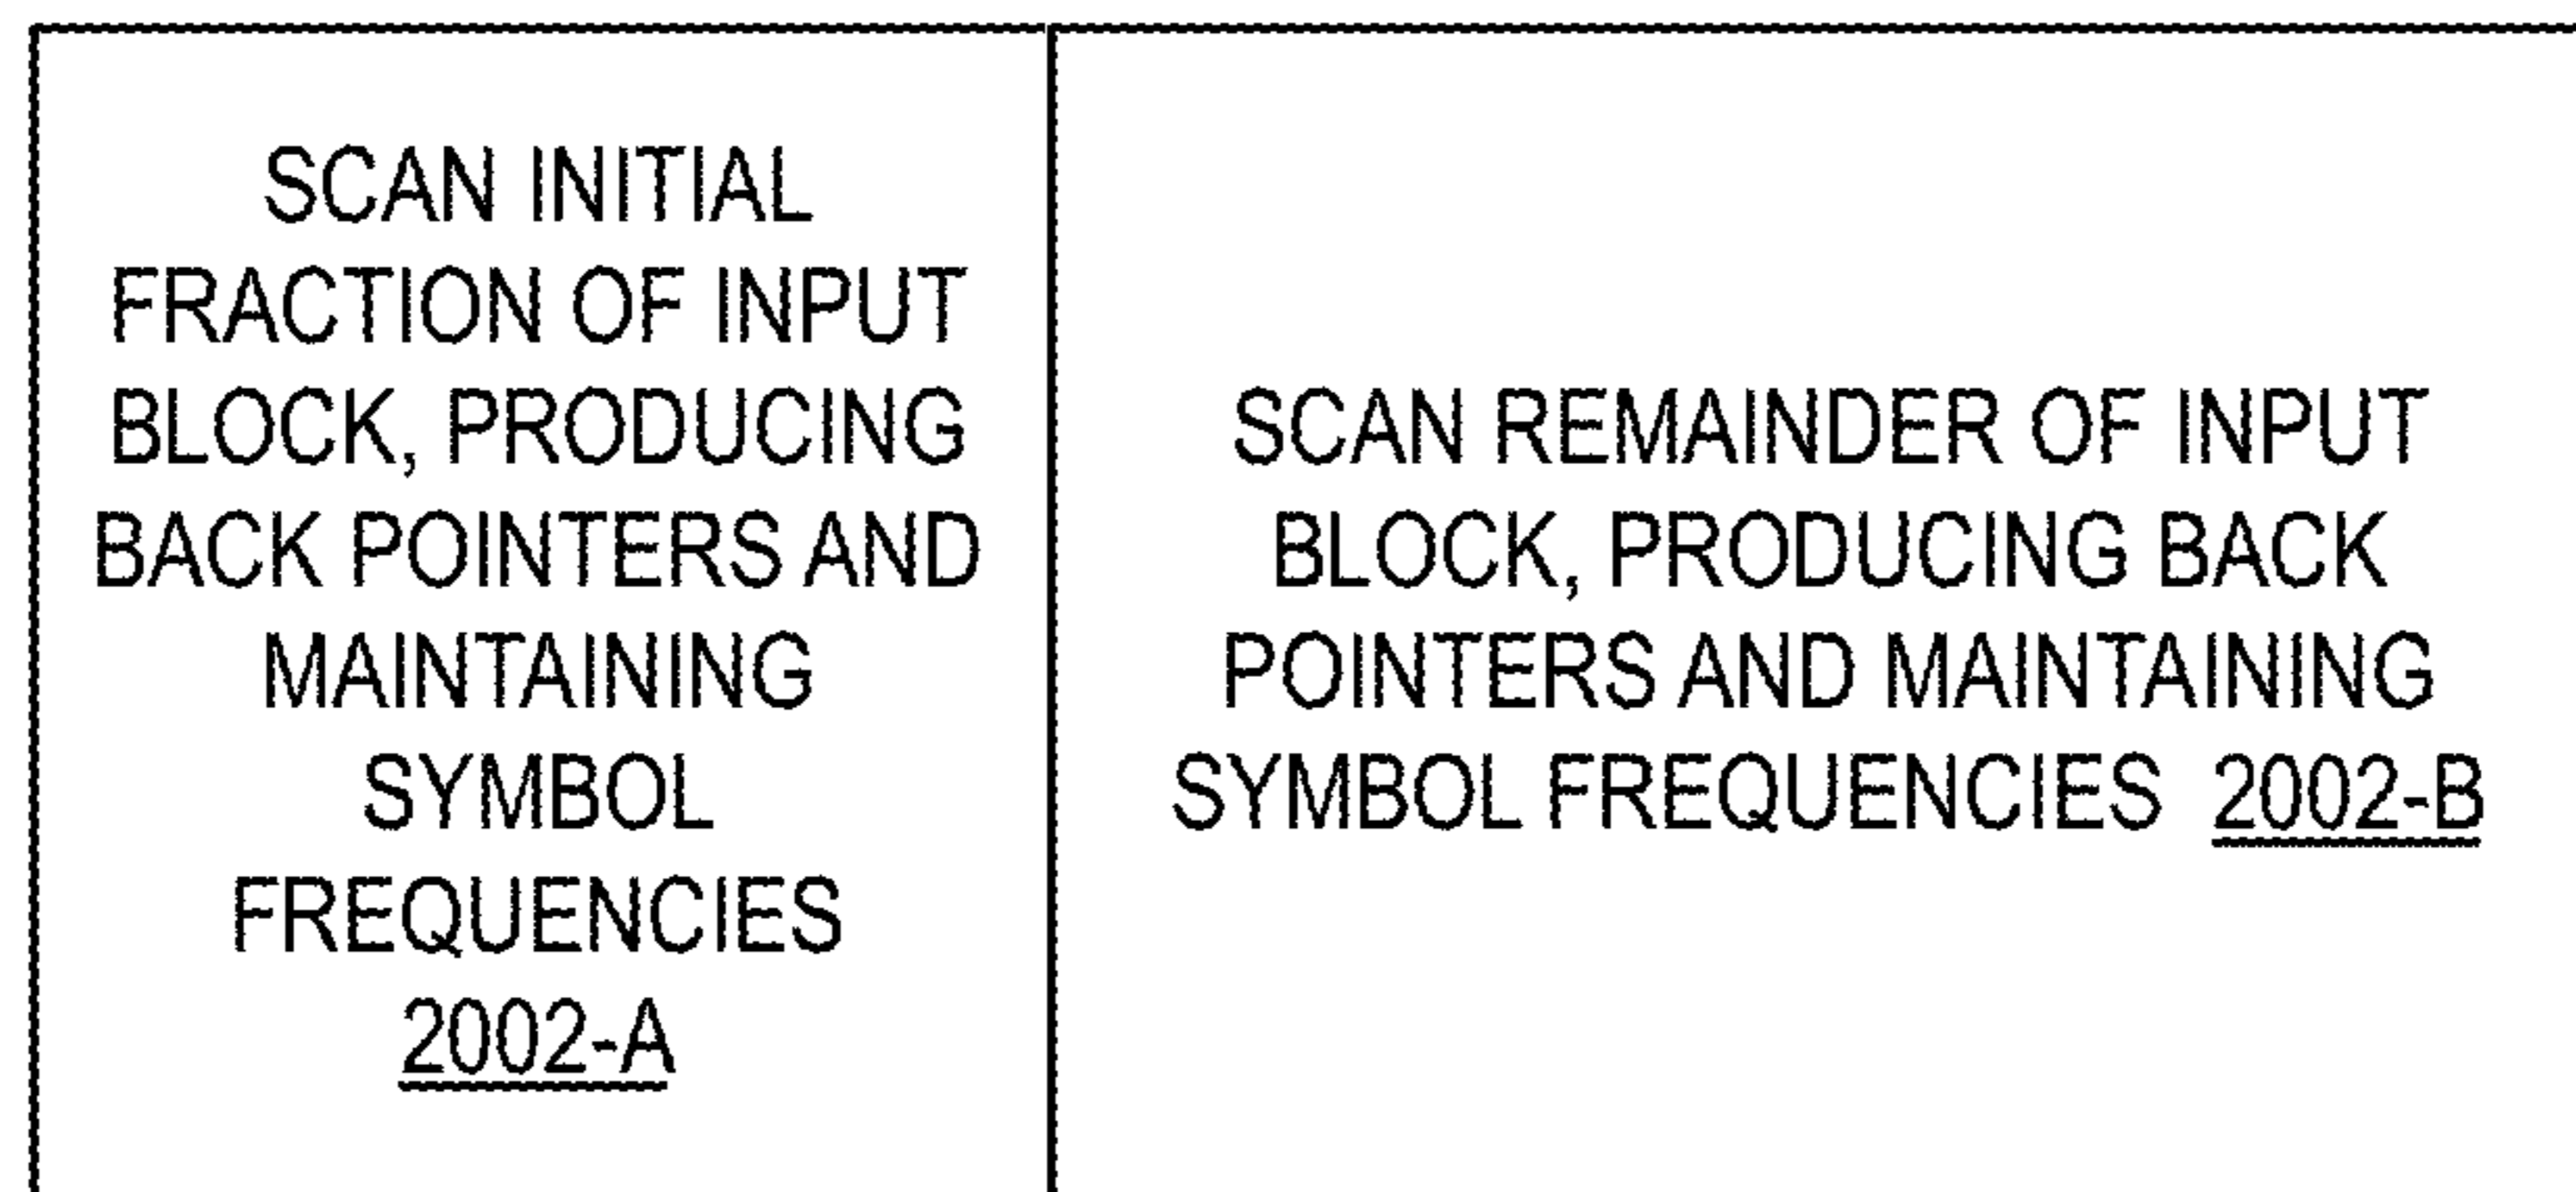 SCAN INITIAL
FRACTION OF INPUT
BLOCK, PRODUCING
BACK POINTERS AND
MAINTAINING
SYMBOL
FREQUENCIES
2002-A
SCAN REMAINDER OF INPUT
BLOCK, PRODUCING BACK
POINTERS AND MAINTAINING
SYMBOL FREQUENCIES 2002-B